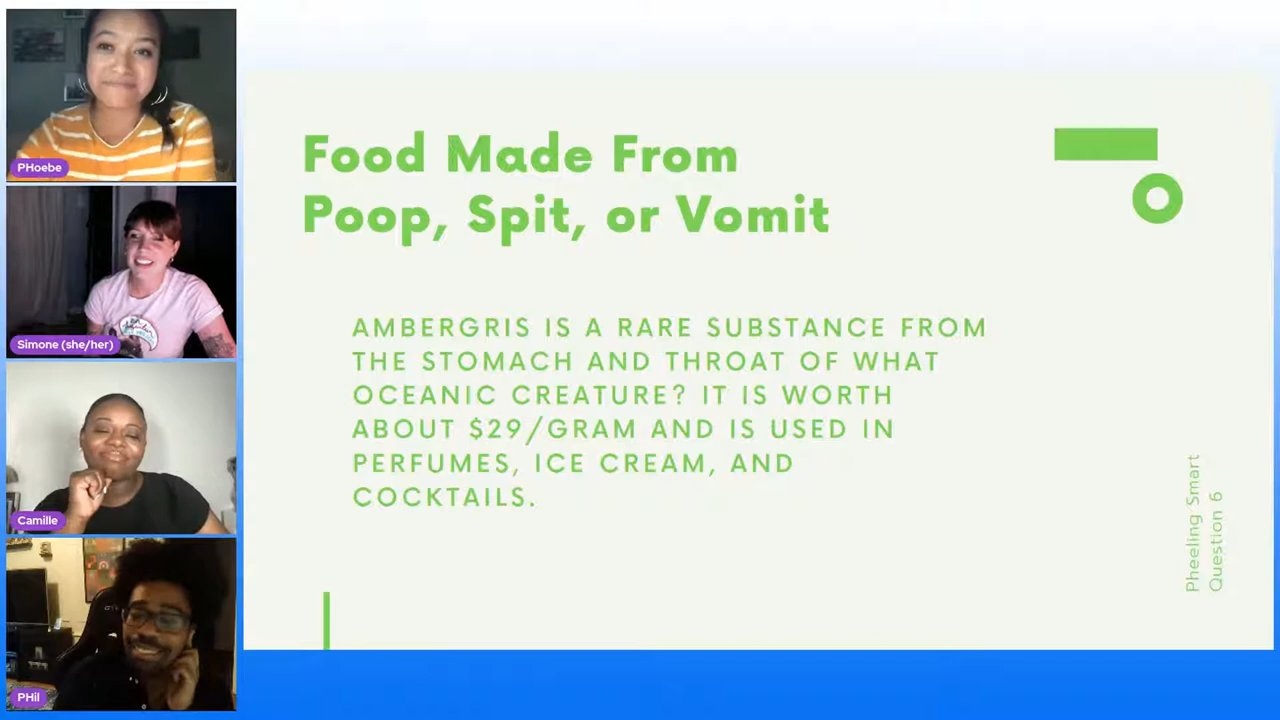 PHoebe
Simone (she/her)
Camille
PHil
Food Made From
Poop, Spit, or Vomit
AMBERGRIS IS A RARE SUBSTANCE FROM
THE STOMACH AND THROAT OF WHAT
OCEANIC CREATURE? IT IS WORTH
ABOUT $29/GRAM AND IS USED IN
PERFUMES, ICE CREAM, AND
COCKTAILS.
Pheeling Smart
Question 6